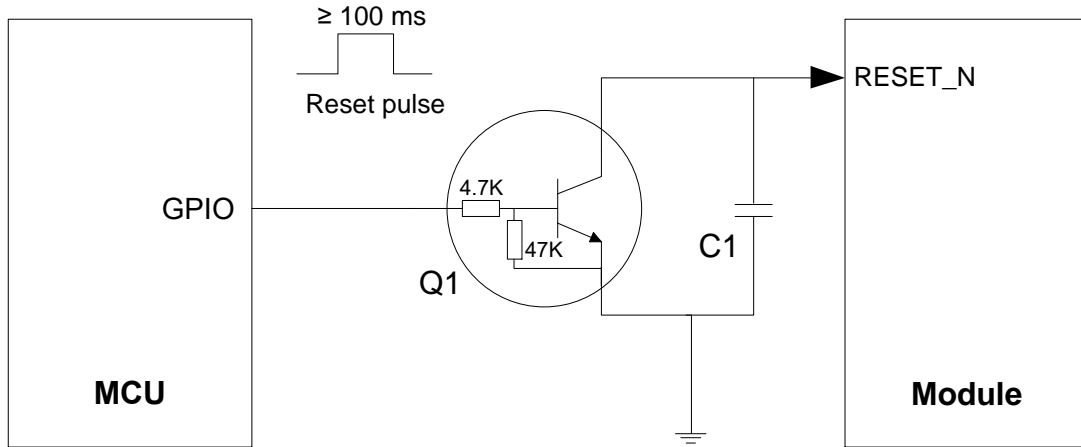 ≥ 100 ms
Reset pulse
RESET_N
4.7K
GPIO
47K
C1
Q1
MCU
Module